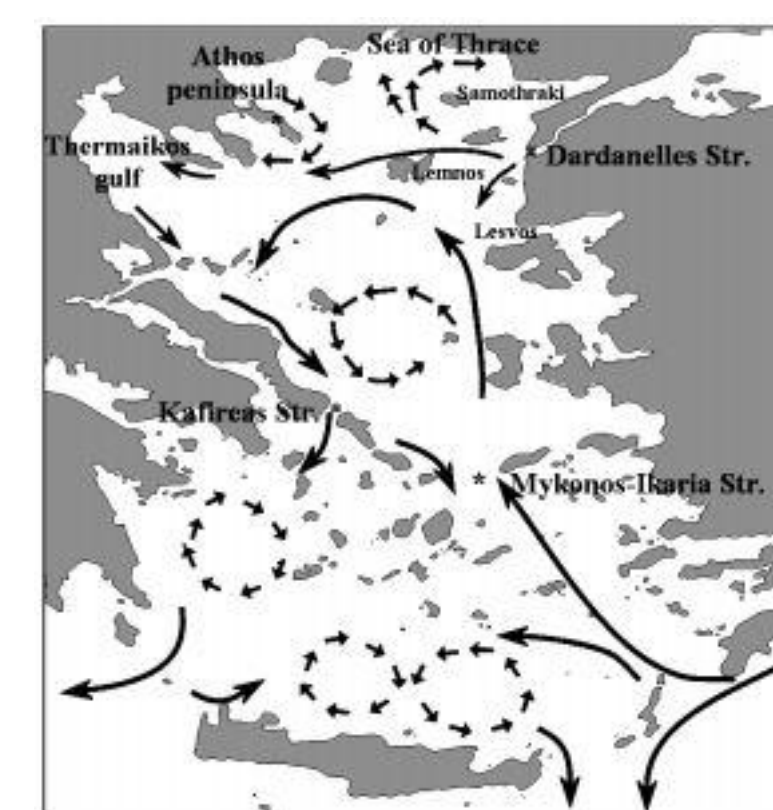 Sea of Thrace
Athos
peninsula
Samothraki
Thermaikos
gulf
* Dardanelles Str.
Lemnos
Lesvos
Kafireas Str.
* Mykonos-Ikaria Str.